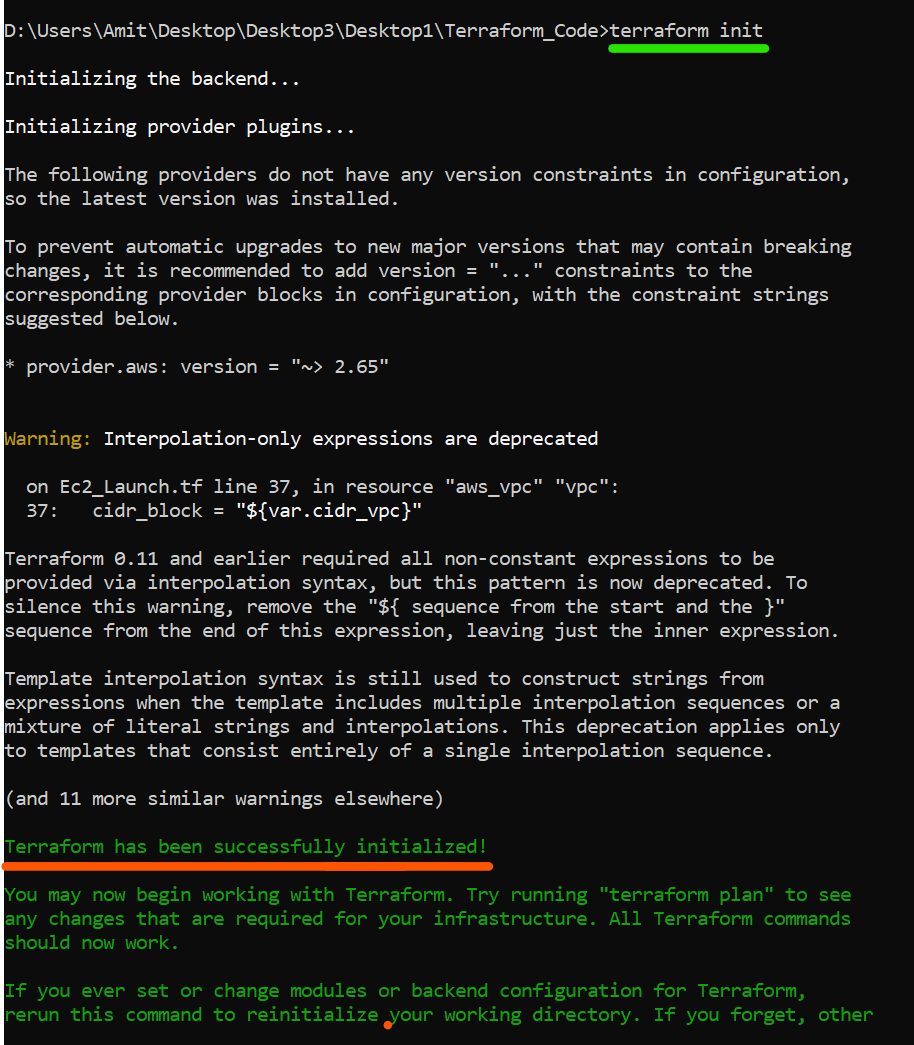 D:\Users\Amit\Desktop\Desktop3\Desktop1\Terraform_Code>terraform init
Initializing the backend...
Initializing provider plugins...
The following providers do not have any version constraints in configuration,
so the latest version was installed.
To prevent automatic upgrades to new major versions that may contain breaking
changes, it is recommended to add version = "..." constraints to the
corresponding provider blocks in configuration, with the constraint strings
suggested below.
* provider.aws: version = "~> 2.65"
Warning: Interpolation-only expressions are deprecated
  on Ec2_Launch.tf line 37, in resource "aws_vpc" "vpc":
  37:   cidr_block = "${var.cidr_vpc}"
Terraform 0.11 and earlier required all non-constant expressions to be
provided via interpolation syntax, but this pattern is now deprecated. To
silence this warning, remove the "${ sequence from the start and the }"
sequence from the end of this expression, leaving just the inner expression.
Template interpolation syntax is still used to construct strings from
expressions when the template includes multiple interpolation sequences or a
mixture of literal strings and interpolations. This deprecation applies only
to templates that consist entirely of a single interpolation sequence.
(and 11 more similar warnings elsewhere)
Terraform has been successfully initialized!
You may now begin working with Terraform. Try running "terraform plan" to see
any changes that are required for your infrastructure. All Terraform commands
should now work.
If you ever set or change modules or backend configuration for Terraform,
rerun this command to reinitialize your working directory. If you forget, other